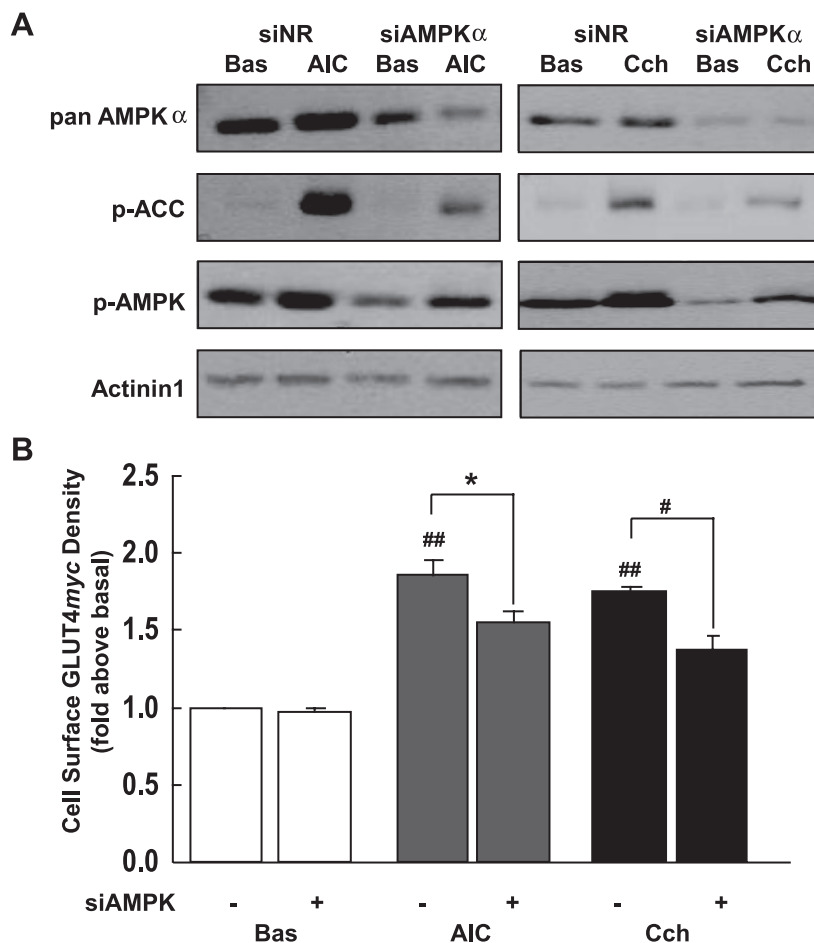 A
siNR siAMPKα siNR siAMPKα
Bas AIC Bas AIC Bas Cch Bas Cch
pan AMPK α
p-ACC
p-AMPK
Actinin1
B
Cell Surface GLUT4myc Density
(fold above basal)
2.5
2.0
1.5
1.0
0.5
0.0
*
#
##
##
siAMPK - + - + - +
Bas AIC Cch